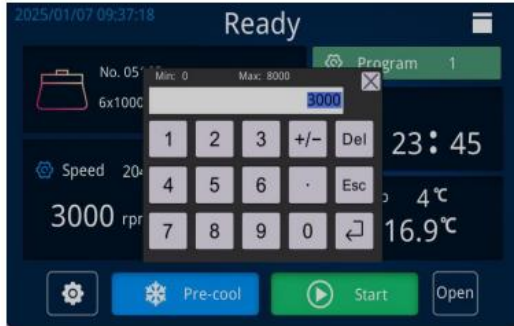 2025/01/07 09:37:18
Ready
Program 1
No. 05
6x1000
Min: 0 Max: 8000
3000
1 2 3 +/- Del
23:45
Speed 20
4 5 6 . Esc
4℃
3000 rpm
7 8 9 0
16.9℃
Pre-cool
Start
Open